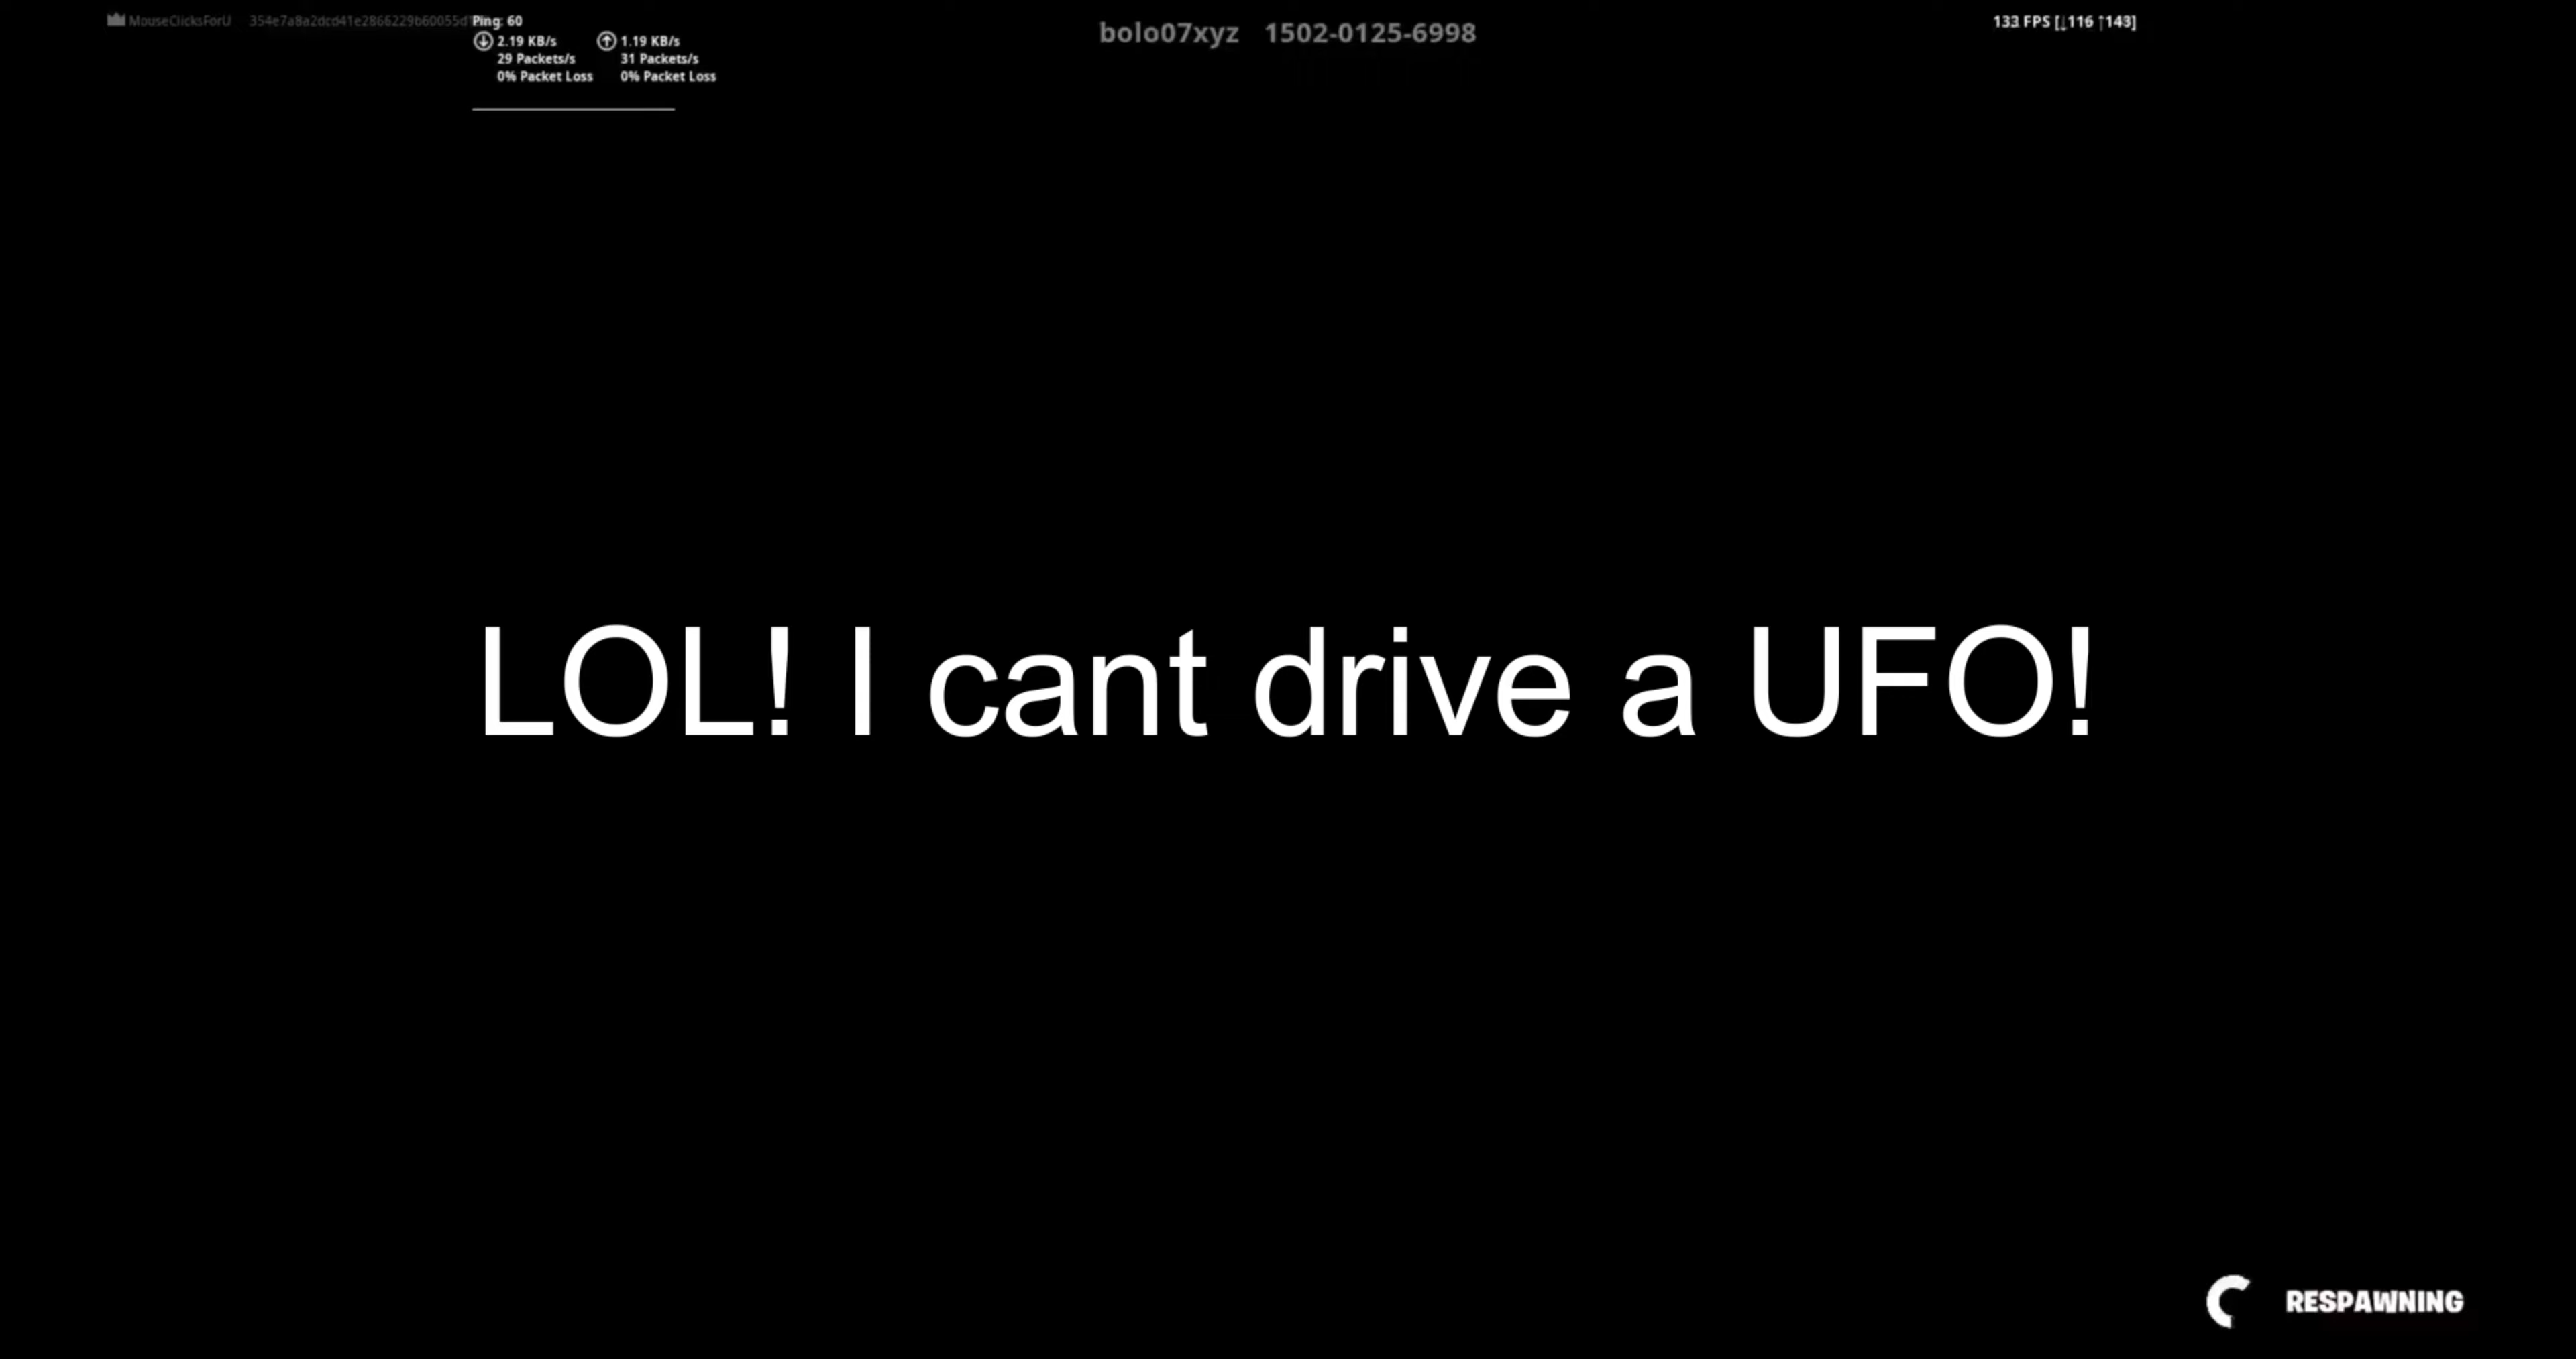 MouseClicksForU 354e7a8a2dcd41e2866229b60055d
Ping: 60
2.19 KB/s 1.19 KB/s
29 Packets/s 31 Packets/s
0% Packet Loss 0% Packet Loss
bolo07xyz 1502-0125-6998
133 FPS [↓116 ↑143]
LOL! I cant drive a UFO!
RESPAWNING